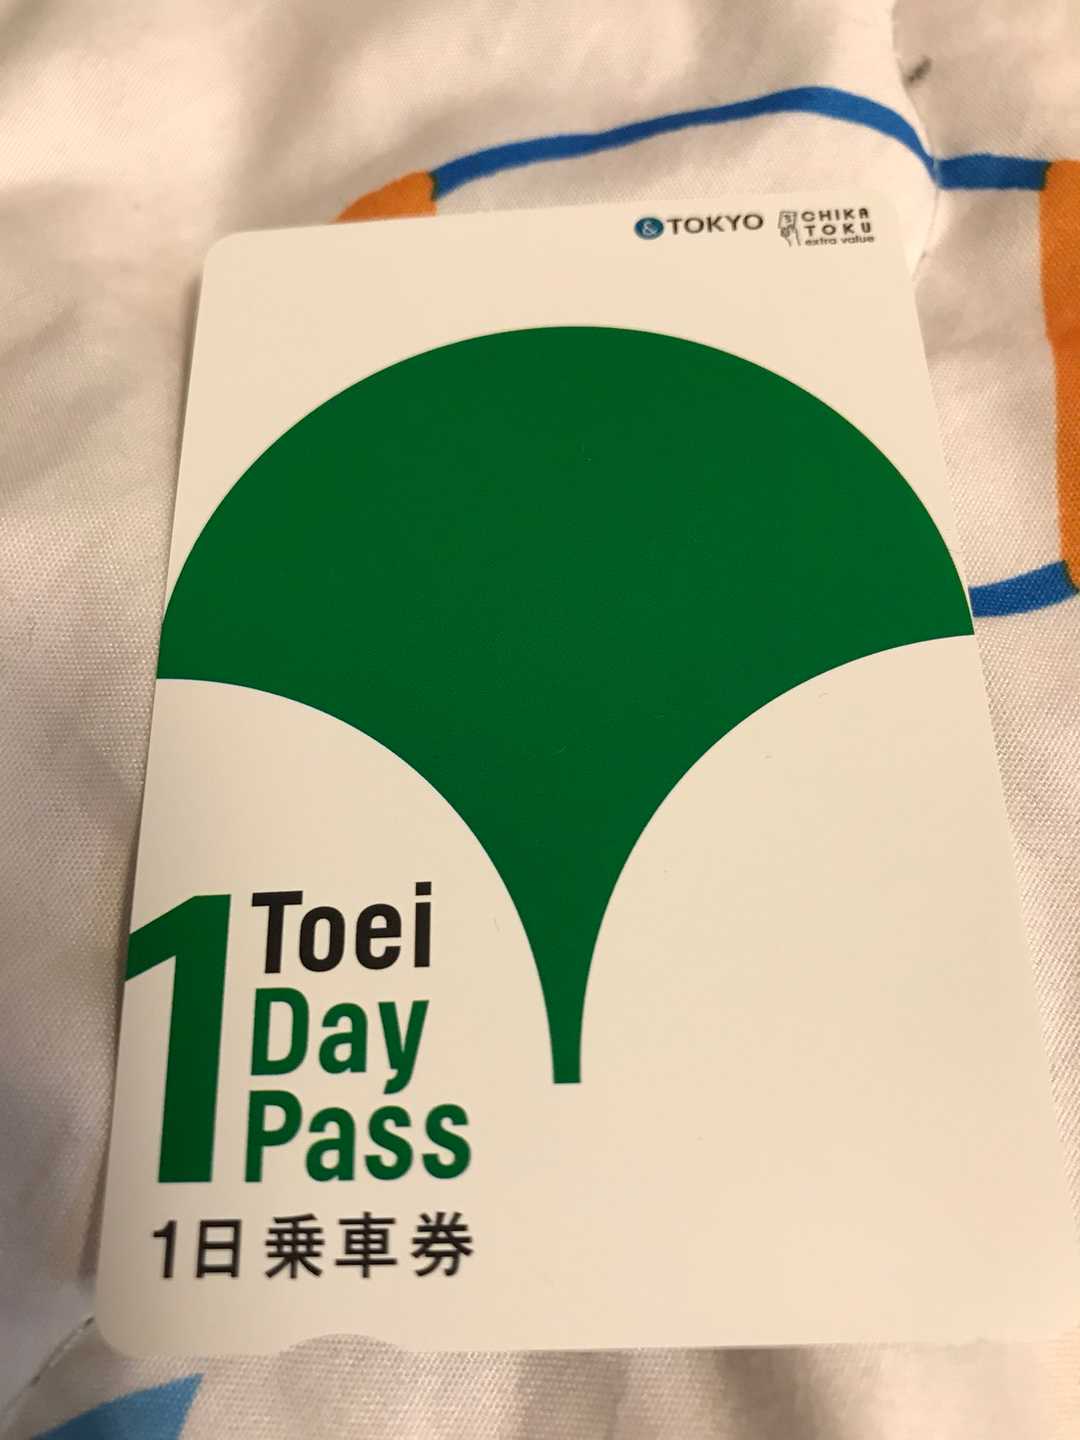 & TOKYO
CHIKA
TOKU
extra value
1 Toei
Day
Pass
1日乗車券